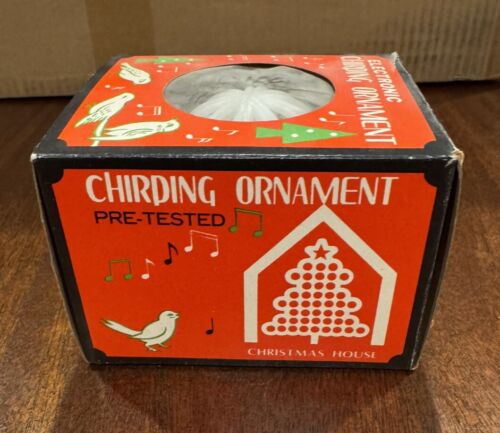 ELECTRONIC
CHIRPING ORNAMENT
CHIRPING ORNAMENT
PRE-TESTED
CHRISTMAS HOUSE